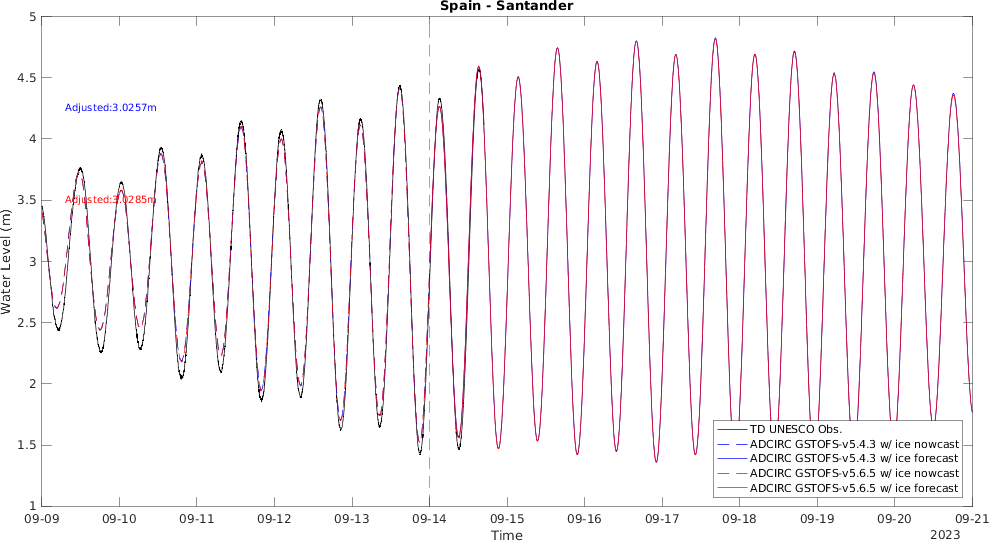 Spain - Santander
5
4.5
4
3.5
3
2.5
2
1.5
1
Water Level (m)
Adjusted:3.0257m
Adjusted:3.0285m
TD UNESCO Obs.
ADCIRC GSTOFS-v5.4.3 w/ ice nowcast
ADCIRC GSTOFS-v5.4.3 w/ ice forecast
ADCIRC GSTOFS-v5.6.5 w/ ice nowcast
ADCIRC GSTOFS-v5.6.5 w/ ice forecast
09-09 09-10 09-11 09-12 09-13 09-14 09-15 09-16 09-17 09-18 09-19 09-20 09-21
Time
2023